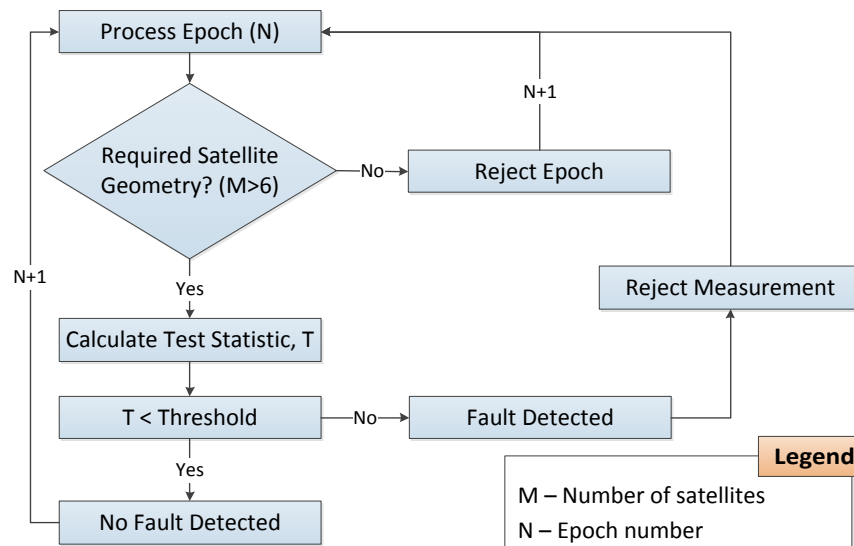 Process Epoch (N)
N+1
Required Satellite
Geometry? (M>6)
No
Reject Epoch
N+1
Yes
Reject Measurement
Calculate Test Statistic, T
T < Threshold
No
Fault Detected
Yes
No Fault Detected
Legend
M – Number of satellites
N – Epoch number